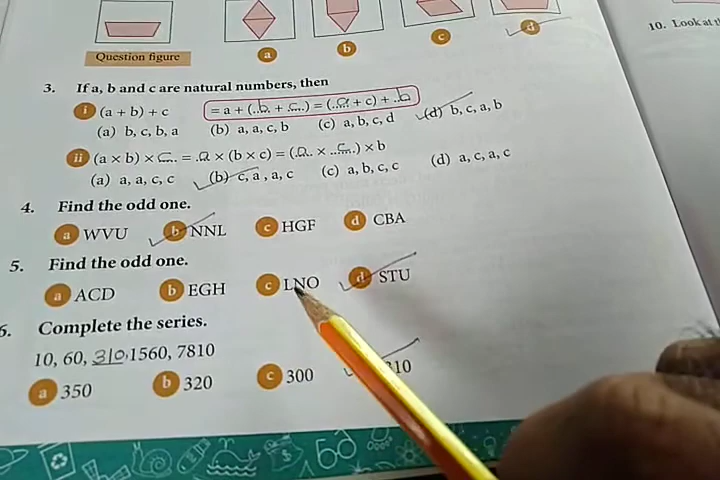 Question figure
a
b
c
d
10. Look at
3. If a, b and c are natural numbers, then
i (a + b) + c = a + (..b. + .c...) = (.a.. + c) + ..b
(a) b, c, b, a (b) a, a, c, b (c) a, b, c, d (d) b, c, a, b
ii (a × b) × c... = .a × (b × c) = (.a.. × ..c...) × b
(a) a, a, c, c (b) c, a , a, c (c) a, b, c, c (d) a, c, a, c
4. Find the odd one.
a WVU b NNL c HGF d CBA
5. Find the odd one.
a ACD b EGH c LNO d STU
6. Complete the series.
10, 60, 310, 1560, 7810
a 350 b 320 c 300 310